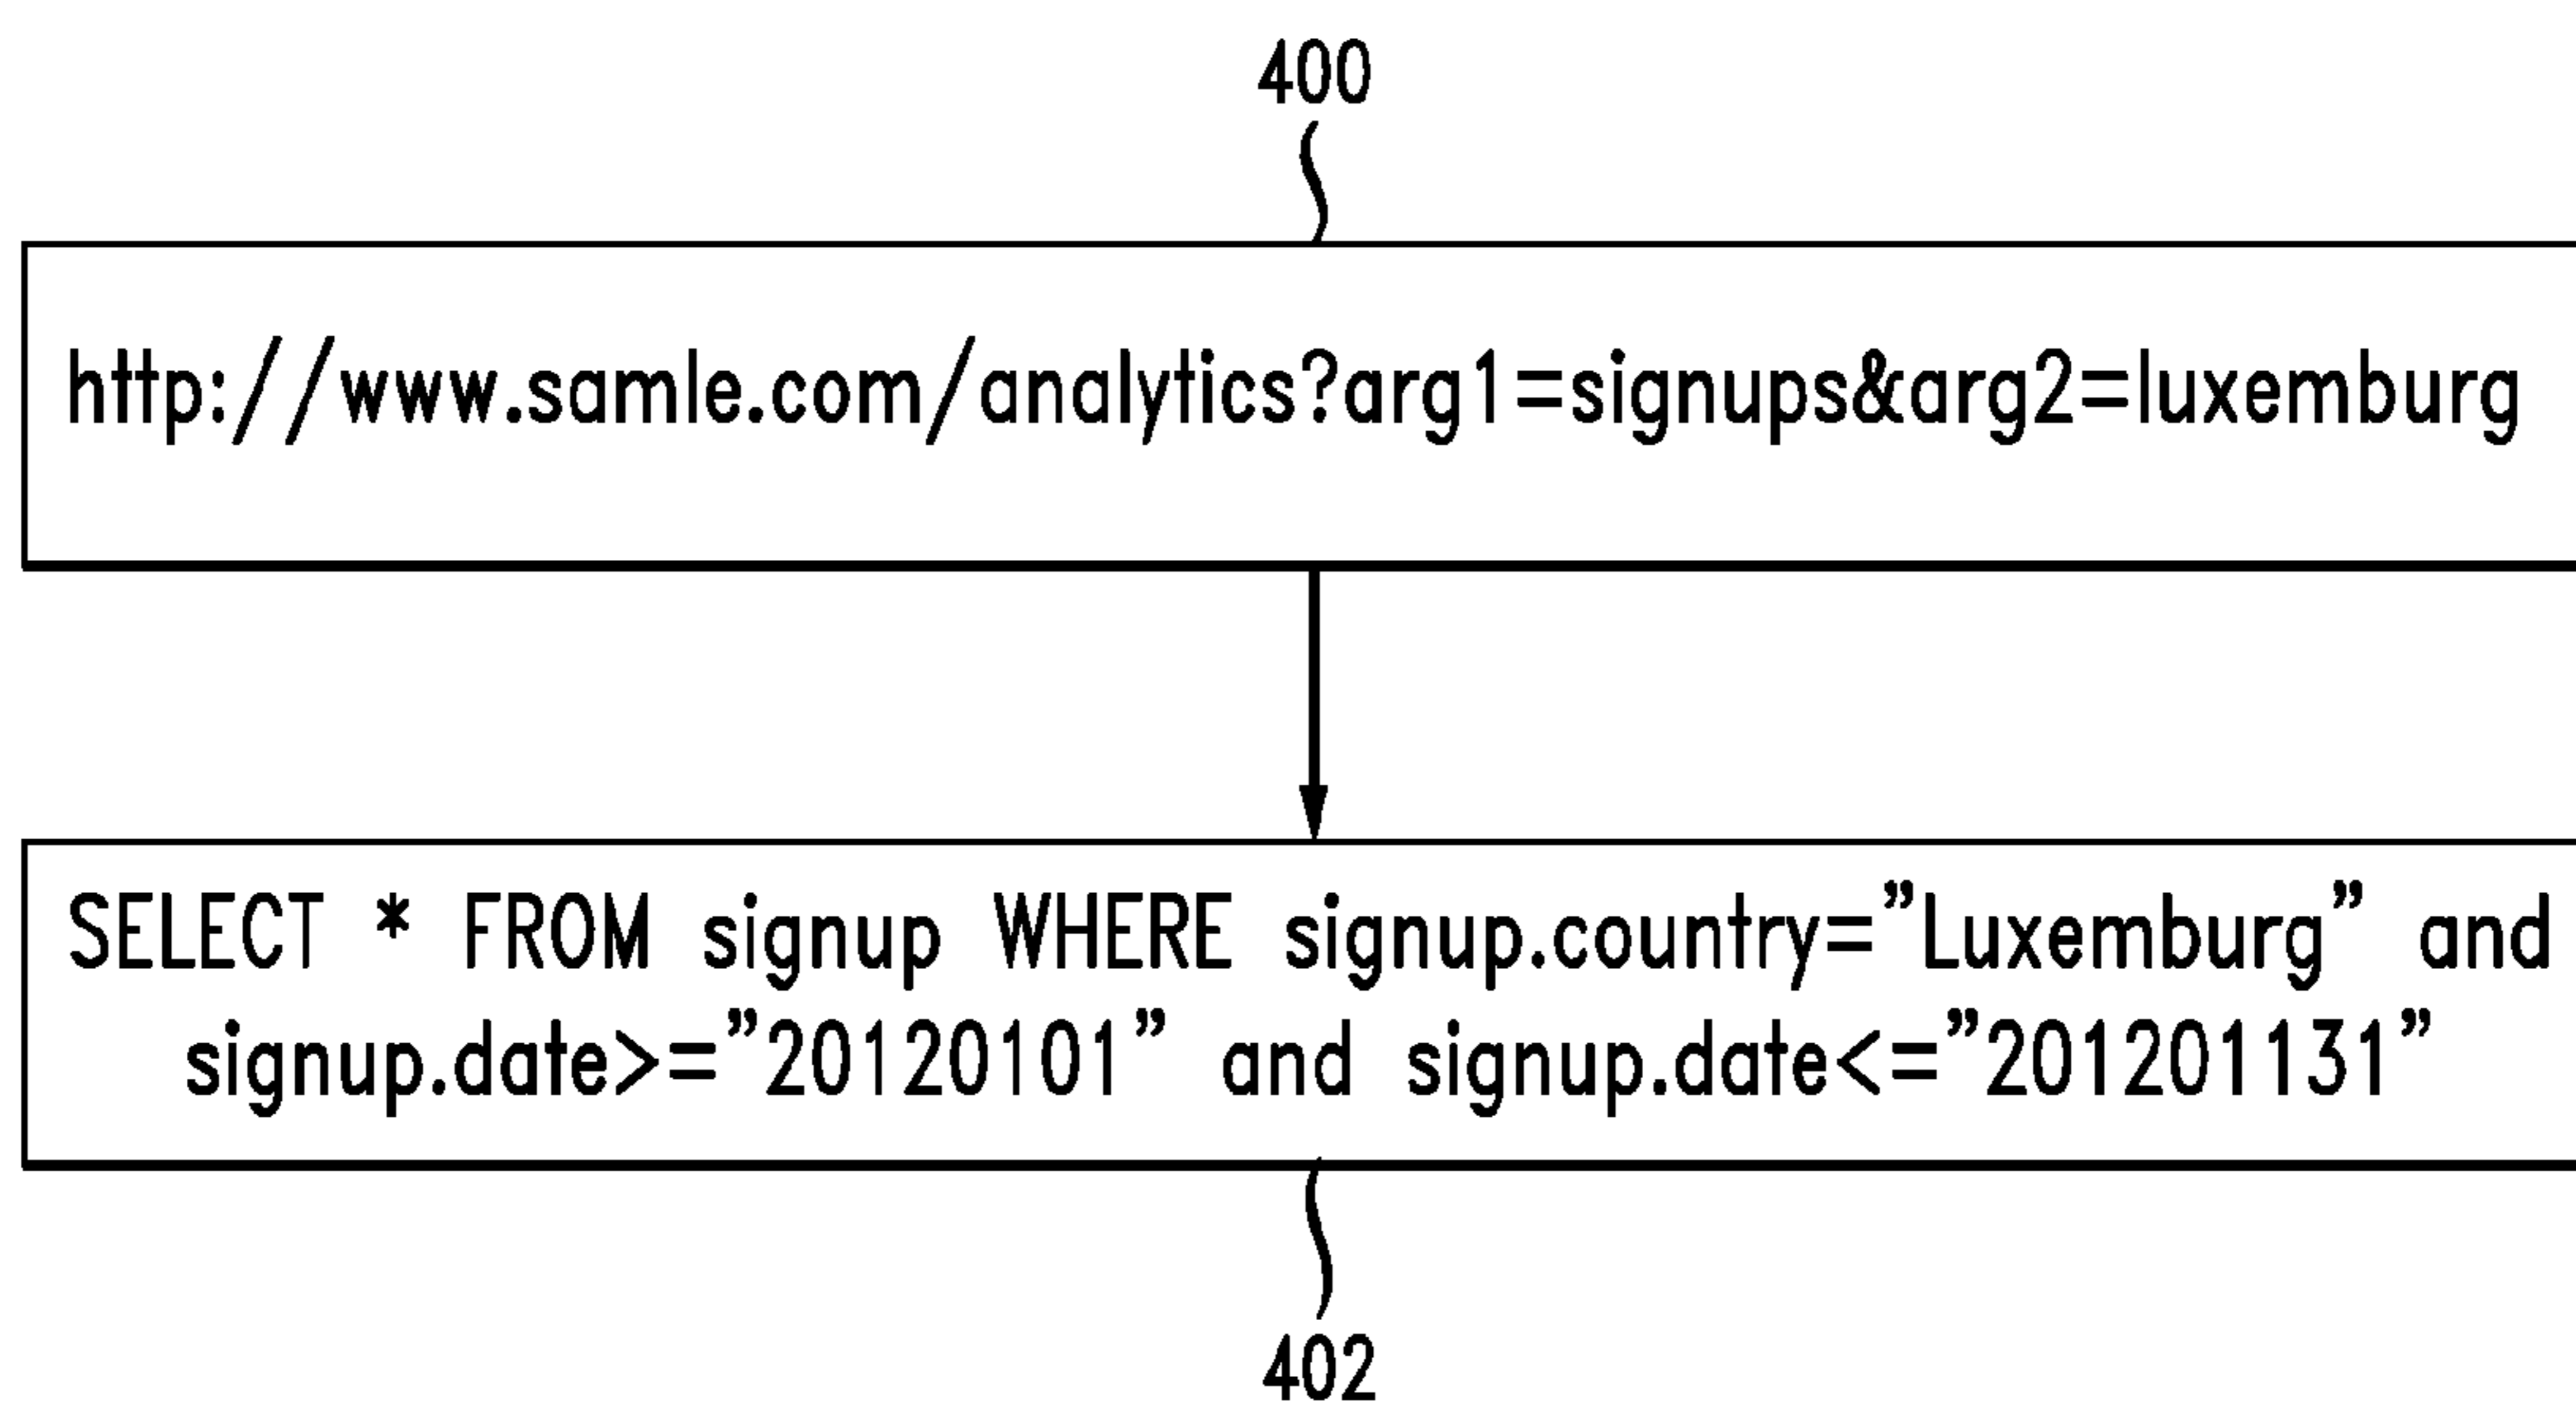 400
http://www.samle.com/analytics?arg1=signups&arg2=luxemburg
SELECT * FROM signup WHERE signup.country=”Luxemburg” and
signup.date>=”20120101” and signup.date<=”201201131”
402